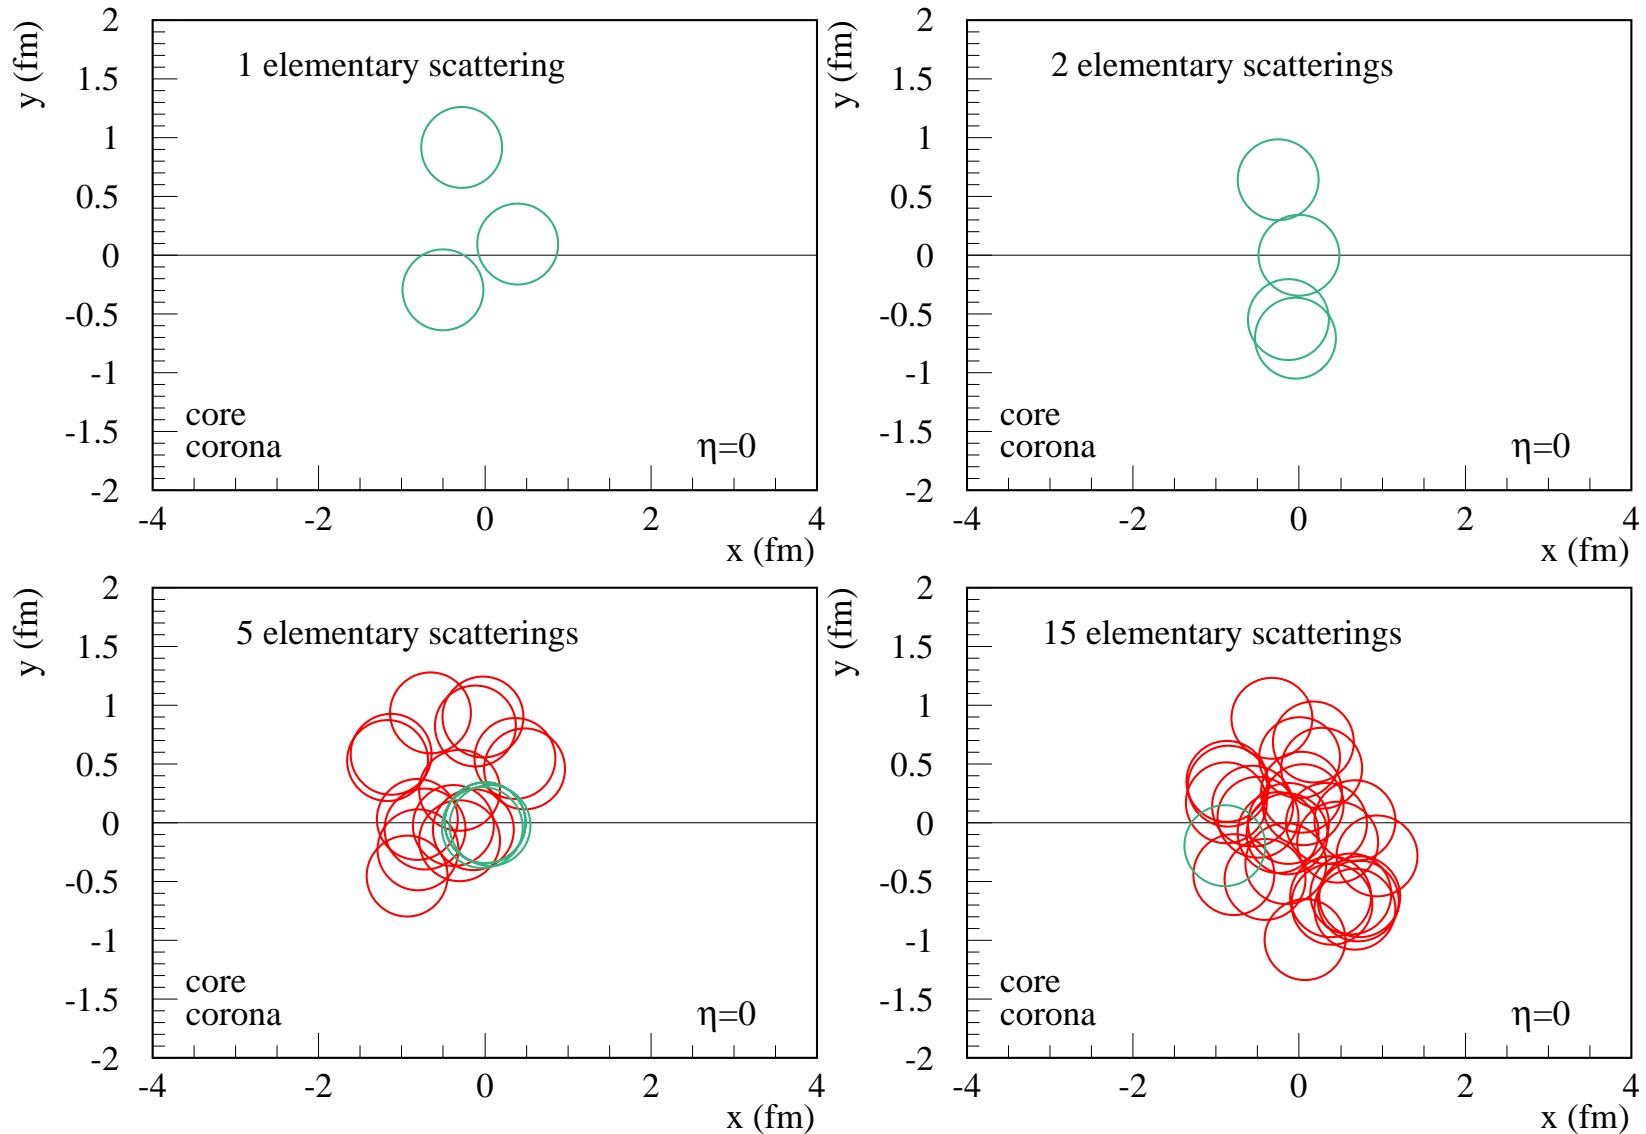 y (fm)
2
1.5
1
0.5
0
-0.5
-1
-1.5
-2
1 elementary scattering
core
corona
η=0
-4 -2 0 2 4
x (fm)
y (fm)
2
1.5
1
0.5
0
-0.5
-1
-1.5
-2
2 elementary scatterings
core
corona
η=0
-4 -2 0 2 4
x (fm)
y (fm)
2
1.5
1
0.5
0
-0.5
-1
-1.5
-2
5 elementary scatterings
core
corona
η=0
-4 -2 0 2 4
x (fm)
y (fm)
2
1.5
1
0.5
0
-0.5
-1
-1.5
-2
15 elementary scatterings
core
corona
η=0
-4 -2 0 2 4
x (fm)